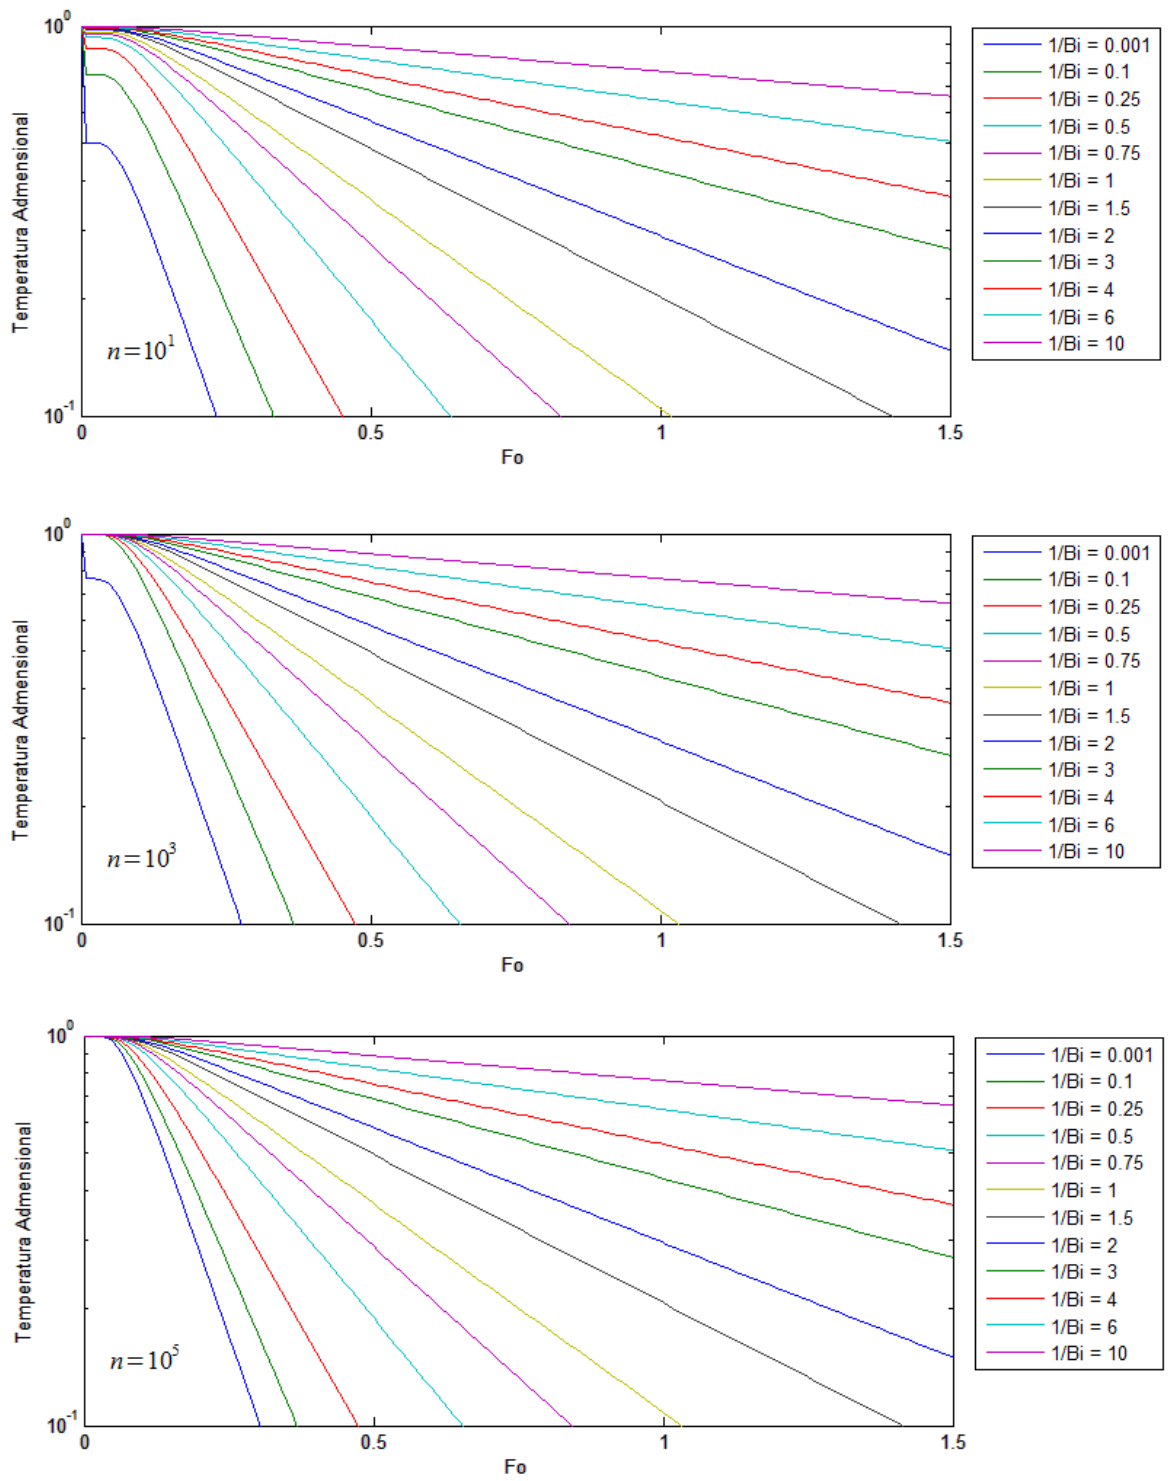 10^0
Temperatura Admensional
n=10^1
10^-1
0 0.5 1 1.5
Fo
1/Bi = 0.001
1/Bi = 0.1
1/Bi = 0.25
1/Bi = 0.5
1/Bi = 0.75
1/Bi = 1
1/Bi = 1.5
1/Bi = 2
1/Bi = 3
1/Bi = 4
1/Bi = 6
1/Bi = 10
10^0
Temperatura Admensional
n=10^3
10^-1
0 0.5 1 1.5
Fo
1/Bi = 0.001
1/Bi = 0.1
1/Bi = 0.25
1/Bi = 0.5
1/Bi = 0.75
1/Bi = 1
1/Bi = 1.5
1/Bi = 2
1/Bi = 3
1/Bi = 4
1/Bi = 6
1/Bi = 10
10^0
Temperatura Admensional
n=10^5
10^-1
0 0.5 1 1.5
Fo
1/Bi = 0.001
1/Bi = 0.1
1/Bi = 0.25
1/Bi = 0.5
1/Bi = 0.75
1/Bi = 1
1/Bi = 1.5
1/Bi = 2
1/Bi = 3
1/Bi = 4
1/Bi = 6
1/Bi = 10